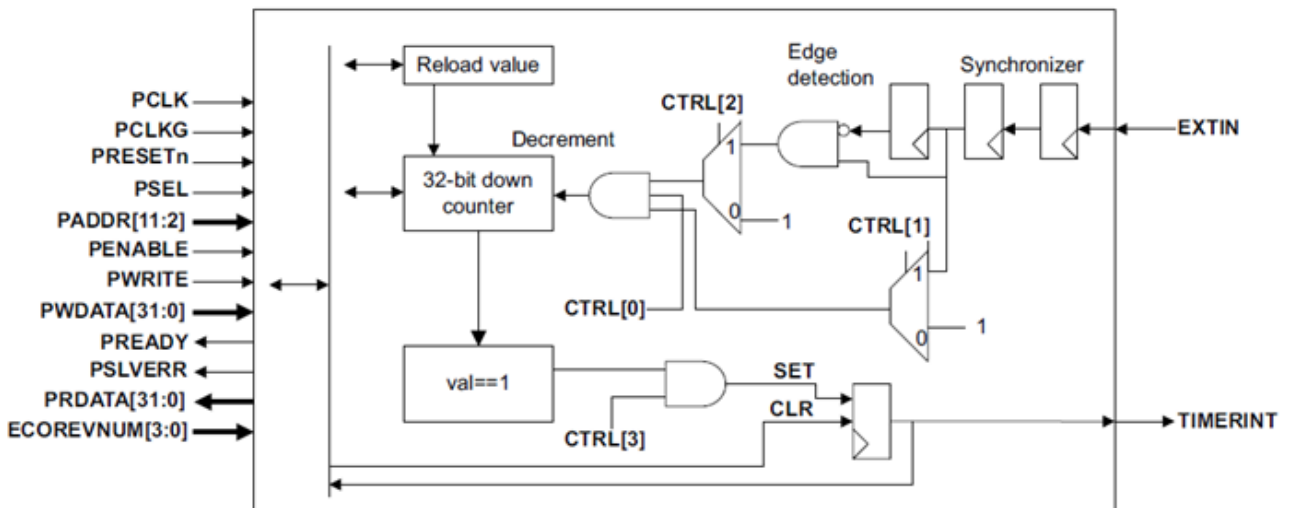 PCLK
PCLKG
PRESETn
PSEL
PADDR[11:2]
PENABLE
PWRITE
PWDATA[31:0]
PREADY
PSLVERR
PRDATA[31:0]
ECOREVNUM[3:0]
Reload value
Decrement
32-bit down
counter
val==1
CTRL[0]
CTRL[3]
CTRL[2]
1
0
1
Edge
detection
Synchronizer
CTRL[1]
1
0
1
SET
CLR
EXTIN
TIMERINT